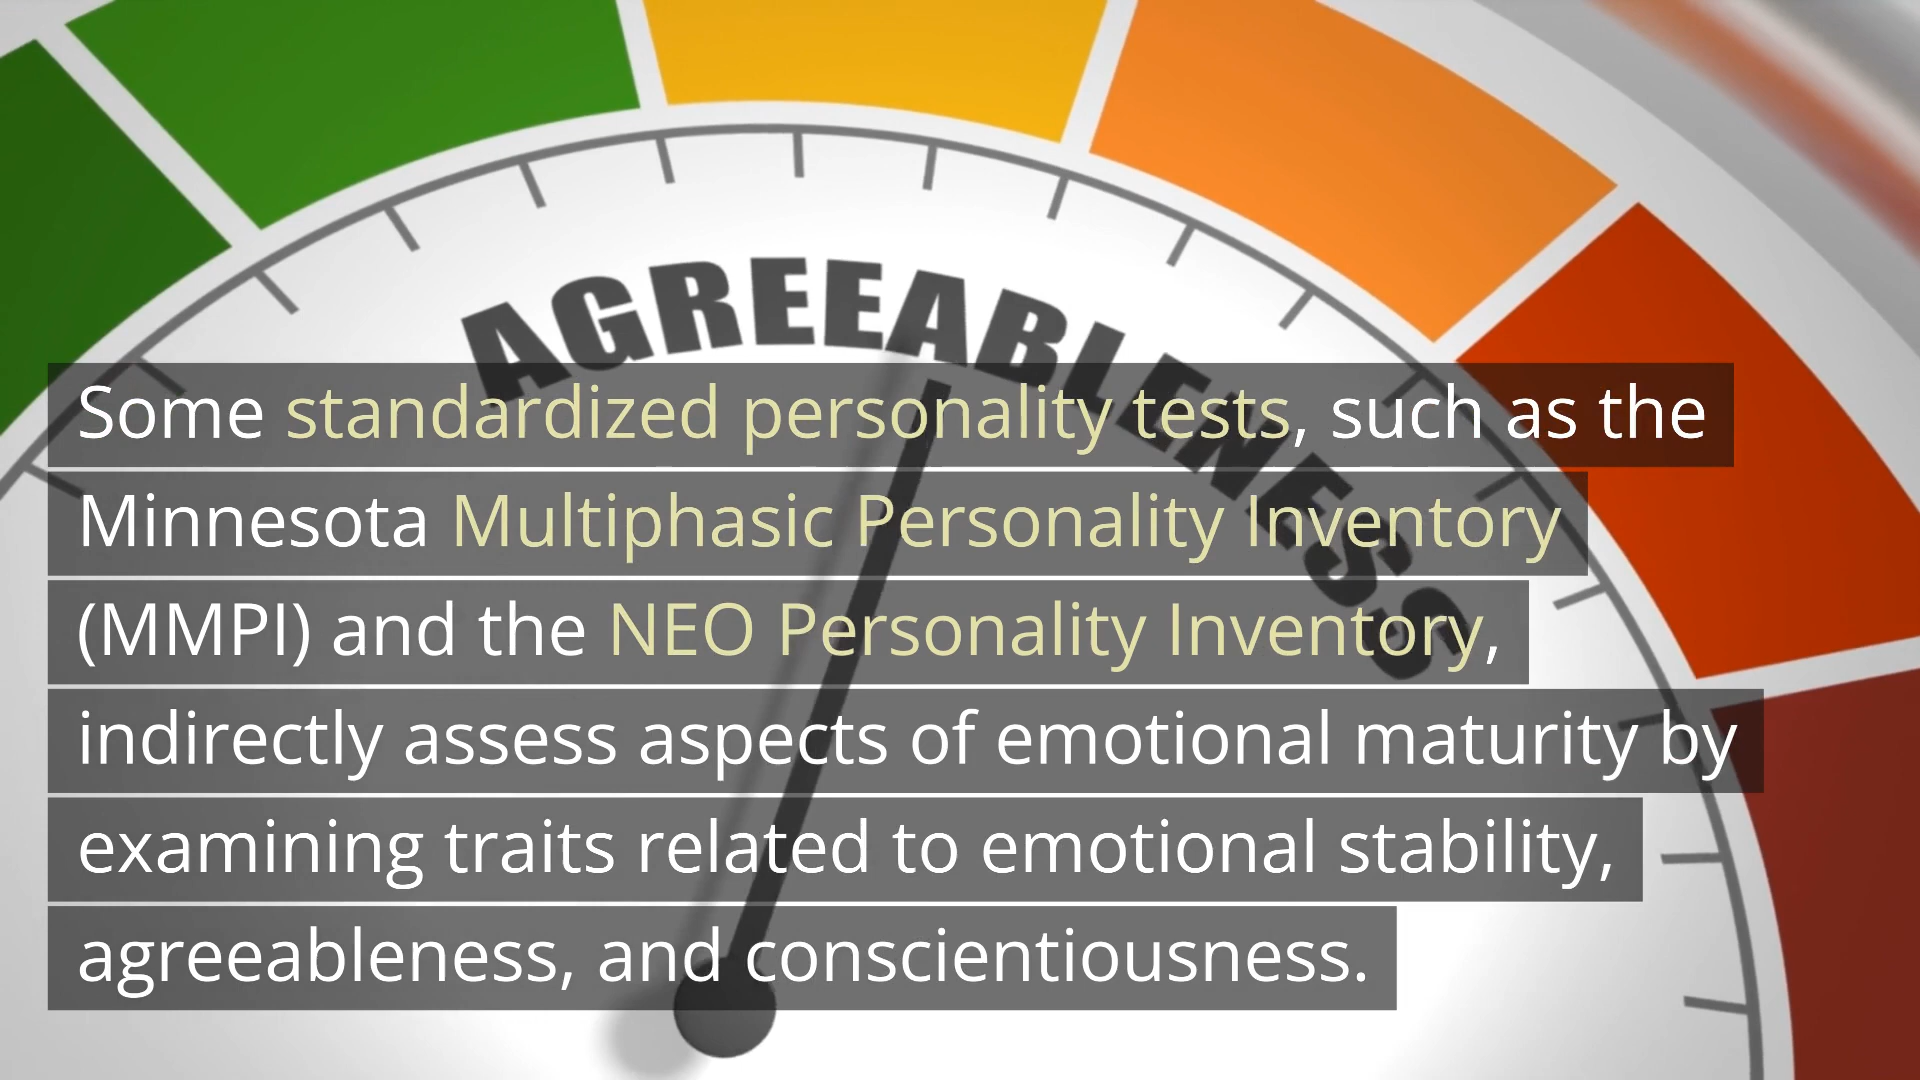 AGREEABLENESS
Some standardized personality tests, such as the
Minnesota Multiphasic Personality Inventory
(MMPI) and the NEO Personality Inventory,
indirectly assess aspects of emotional maturity by
examining traits related to emotional stability,
agreeableness, and conscientiousness.